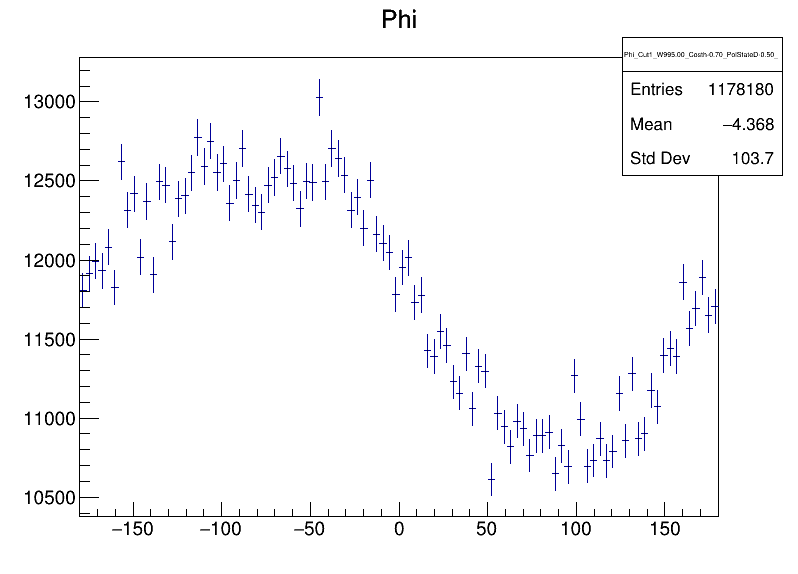 Phi
Phi_Cut1_W995.00_Costh-0.70_PolStateD-0.50_
Entries 1178180
Mean −4.368
Std Dev 103.7
13000
12500
12000
11500
11000
10500
−150 −100 −50 0 50 100 150